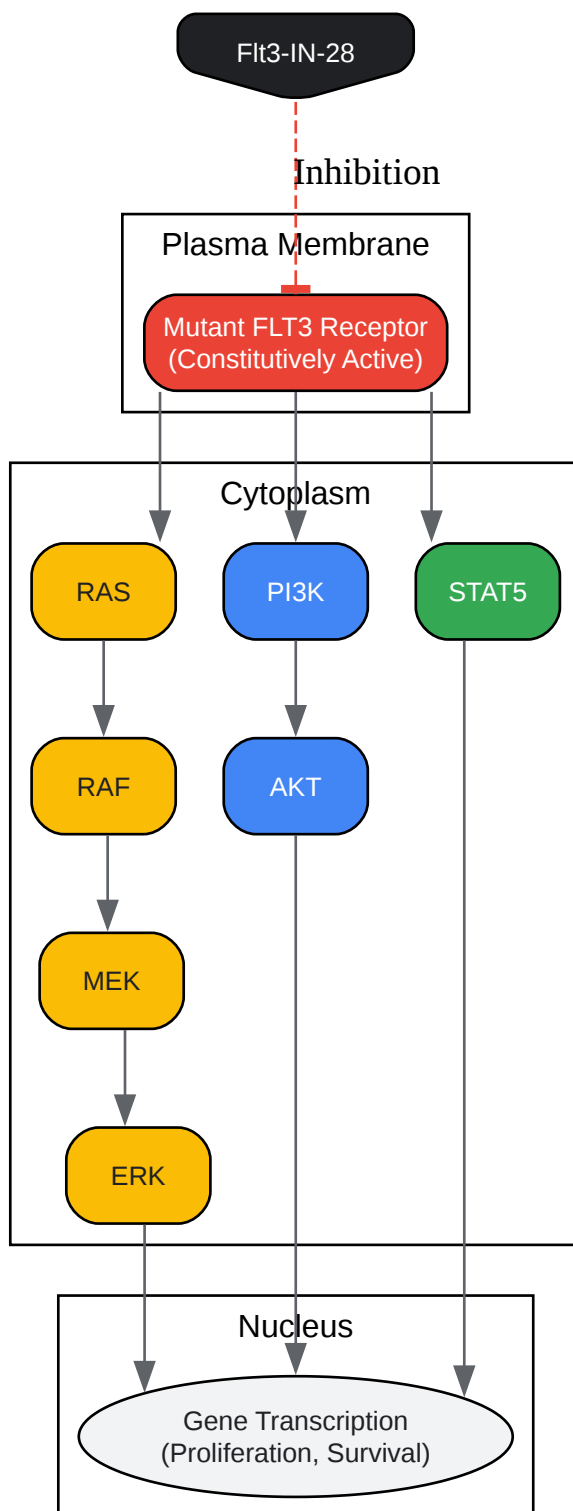 Flt3-IN-28
Inhibition
Plasma Membrane
Mutant FLT3 Receptor
(Constitutively Active)
Cytoplasm
RAS
PI3K
STAT5
RAF
AKT
MEK
ERK
Nucleus
Gene Transcription
(Proliferation, Survival)